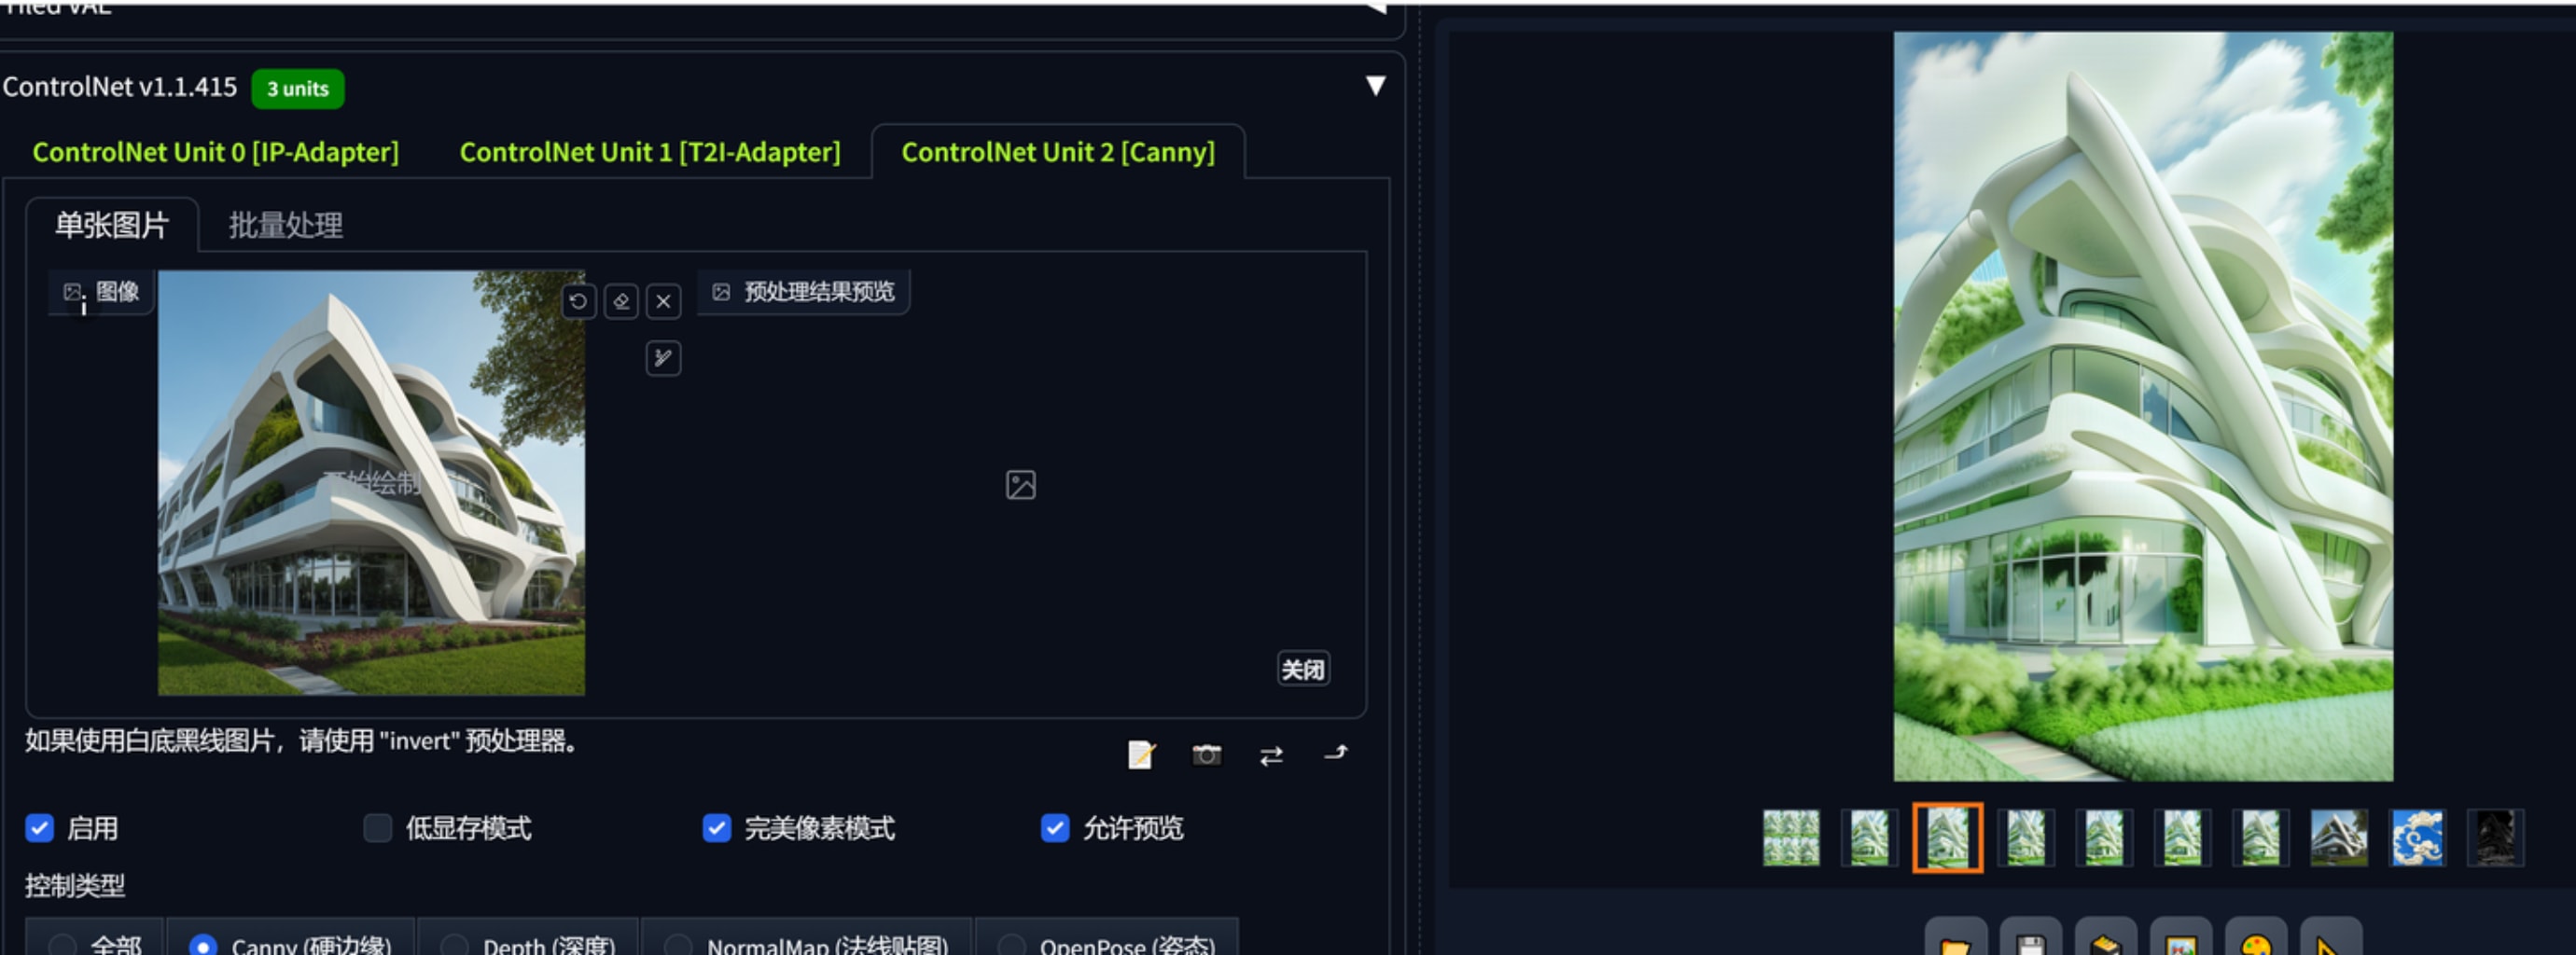 Tiled VAE
ControlNet v1.1.415
3 units
ControlNet Unit 0 [IP-Adapter]
ControlNet Unit 1 [T2I-Adapter]
ControlNet Unit 2 [Canny]
单张图片
批量处理
图像
预处理结果预览
开始绘制
关闭
如果使用白底黑线图片，请使用 "invert" 预处理器。
启用
低显存模式
完美像素模式
允许预览
控制类型
全部
Canny (硬边缘)
Depth (深度)
NormalMap (法线贴图)
OpenPose (姿态)